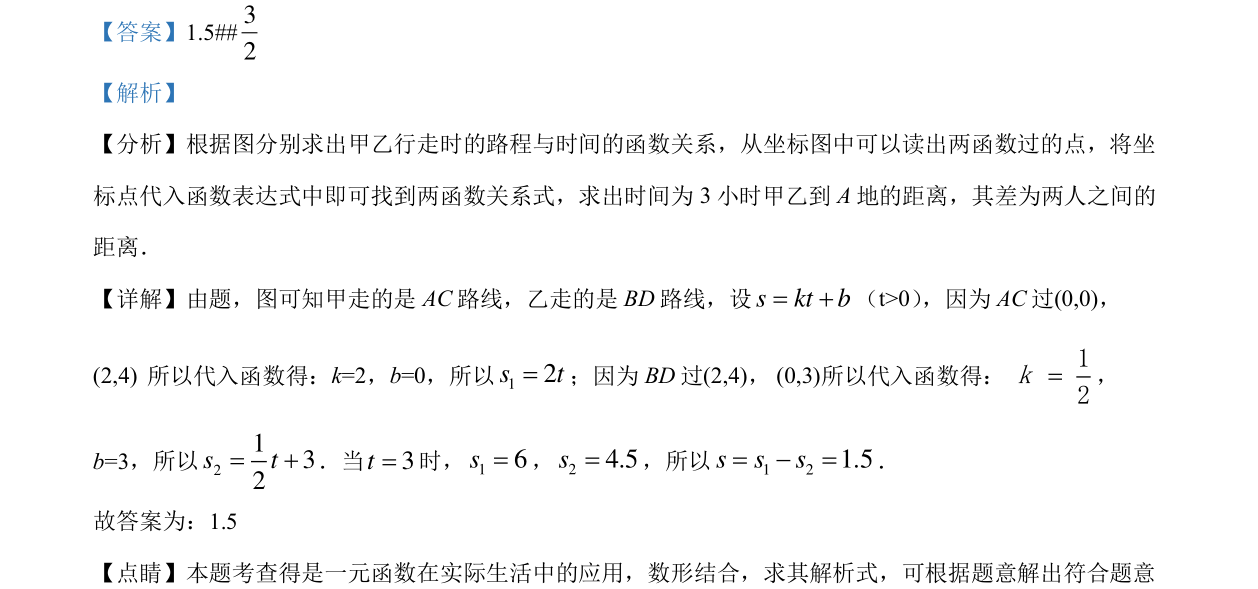 【答案】1.5##3/2
【解析】
【分析】根据图分别求出甲乙行走时的路程与时间的函数关系，从坐标图中可以读出两函数过的点，将坐
标点代入函数表达式中即可找到两函数关系式，求出时间为 3 小时甲乙到 A 地的距离，其差为两人之间的
距离．
【详解】由题，图可知甲走的是 AC 路线，乙走的是 BD 路线，设 s = kt + b （t>0），因为 AC 过(0,0)，
(2,4) 所以代入函数得：k=2，b=0，所以 s₁ = 2t ；因为 BD 过(2,4)， (0,3)所以代入函数得： k = 1/2，
b=3，所以 s₂ = 1/2 t + 3．当 t = 3 时， s₁ = 6 ， s₂ = 4.5 ，所以 s = s₁ − s₂ = 1.5 ．
故答案为：1.5
【点睛】本题考查得是一元函数在实际生活中的应用，数形结合，求其解析式，可根据题意解出符合题意